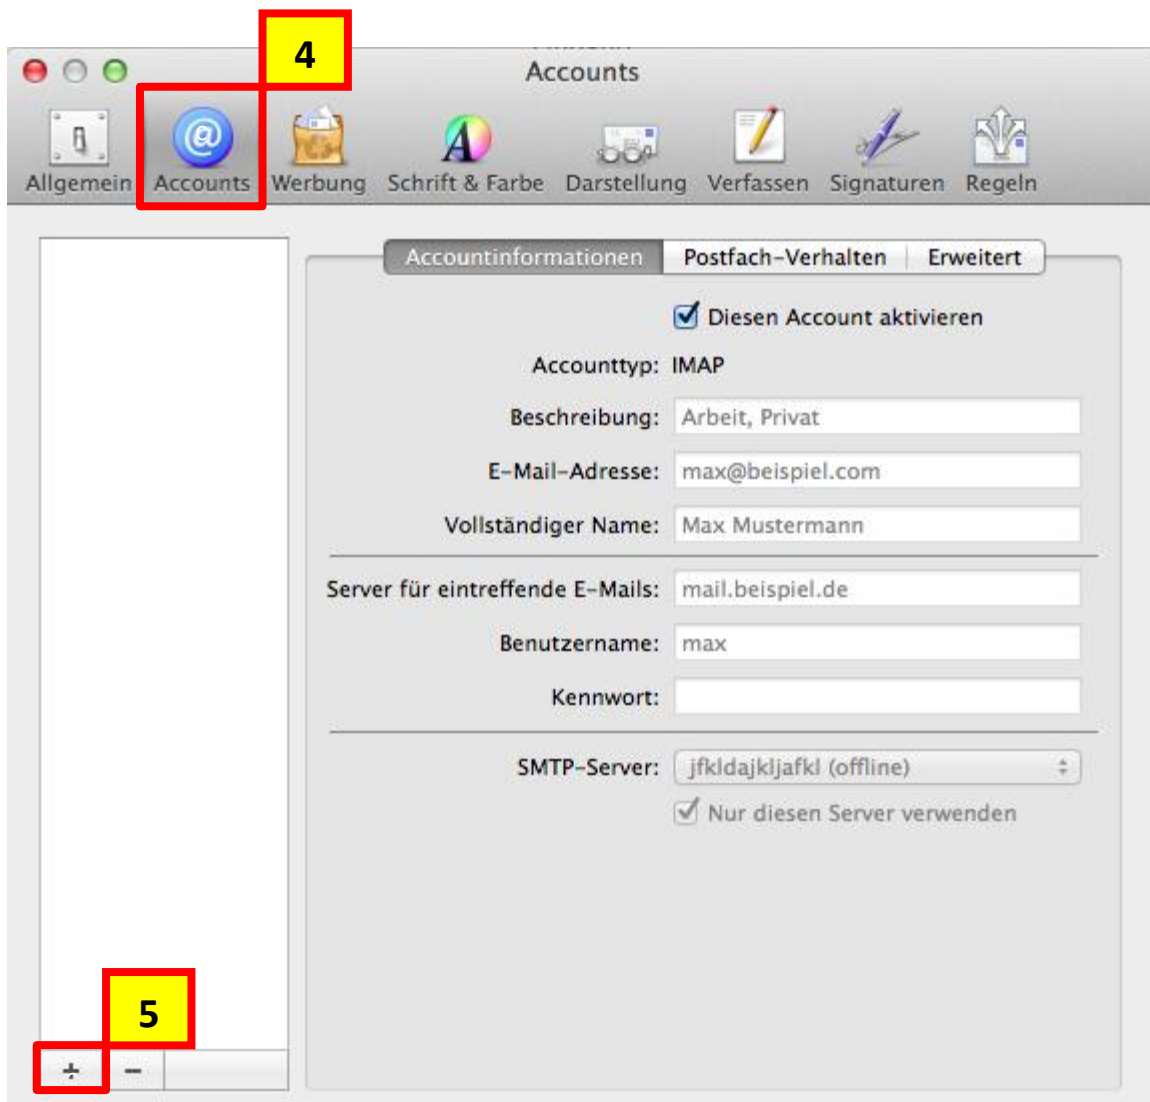 4
Accounts
@
Allgemein Accounts Werbung Schrift & Farbe Darstellung Verfassen Signaturen Regeln
Accountinformationen Postfach-Verhalten Erweitert
Diesen Account aktivieren
Accounttyp: IMAP
Beschreibung: Arbeit, Privat
E-Mail-Adresse: max@beispiel.com
Vollständiger Name: Max Mustermann
Server für eintreffende E-Mails: mail.beispiel.de
Benutzername: max
Kennwort:
SMTP-Server: jfkldajkljafkl (offline)
Nur diesen Server verwenden
5
+ −